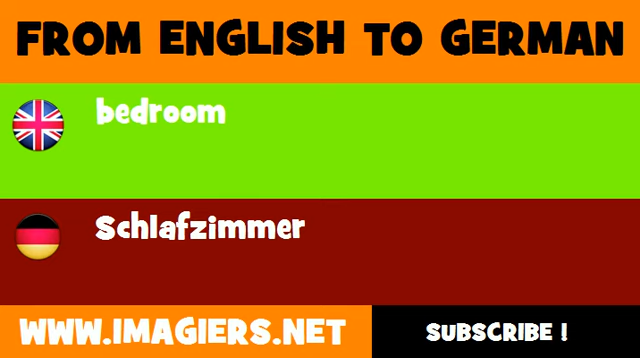 FROM ENGLISH TO GERMAN
bedroom
Schlafzimmer
WWW.IMAGIERS.NET
SUBSCRIBE !